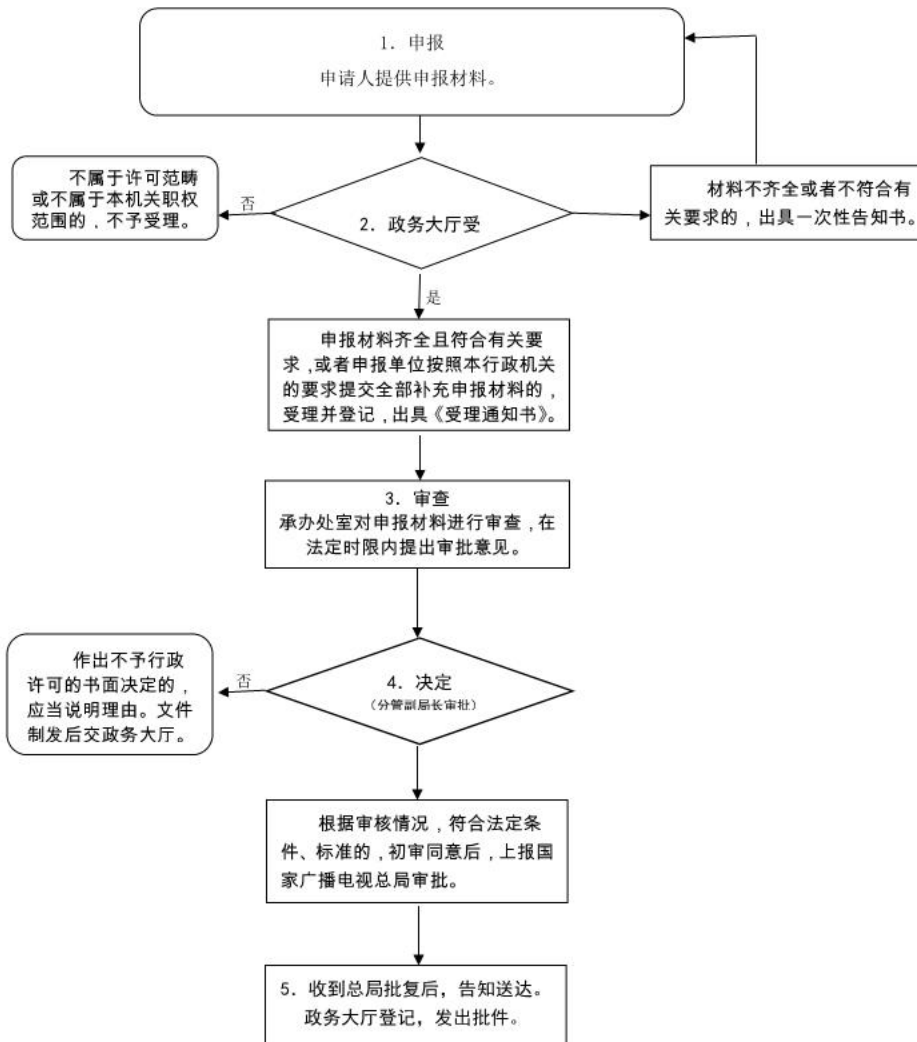 1. 申报
申请人提供申报材料。
不属于许可范畴
或不属于本机关职权
范围的，不予受理。
否
2. 政务大厅受
材料不齐全或者不符合有
关要求的，出具一次性告知书。
是
申报材料齐全且符合有关要
求，或者申报单位按照本行政机关
的要求提交全部补充申报材料的，
受理并登记，出具《受理通知书》。
3. 审查
承办处室对申报材料进行审查，在
法定时限内提出审批意见。
作出不予行政
许可的书面决定的，
应当说明理由。文件
制发后交政务大厅。
否
4. 决定
（分管副局长审批）
根据审核情况，符合法定条
件、标准的，初审同意后，上报国
家广播电视总局审批。
5. 收到总局批复后，告知送达。
政务大厅登记，发出批件。